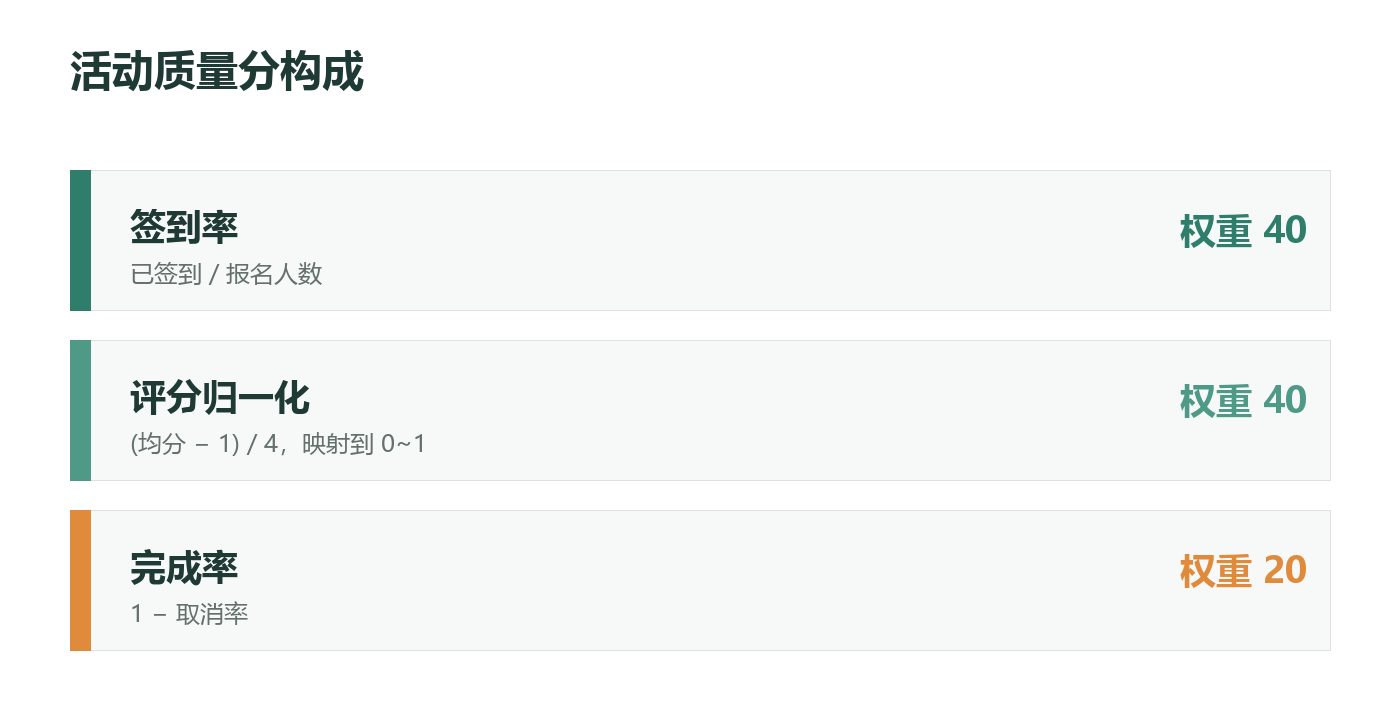 活动质量分构成
签到率
权重 40
已签到 / 报名人数
评分归一化
权重 40
(均分 − 1) / 4，映射到 0~1
完成率
权重 20
1 − 取消率